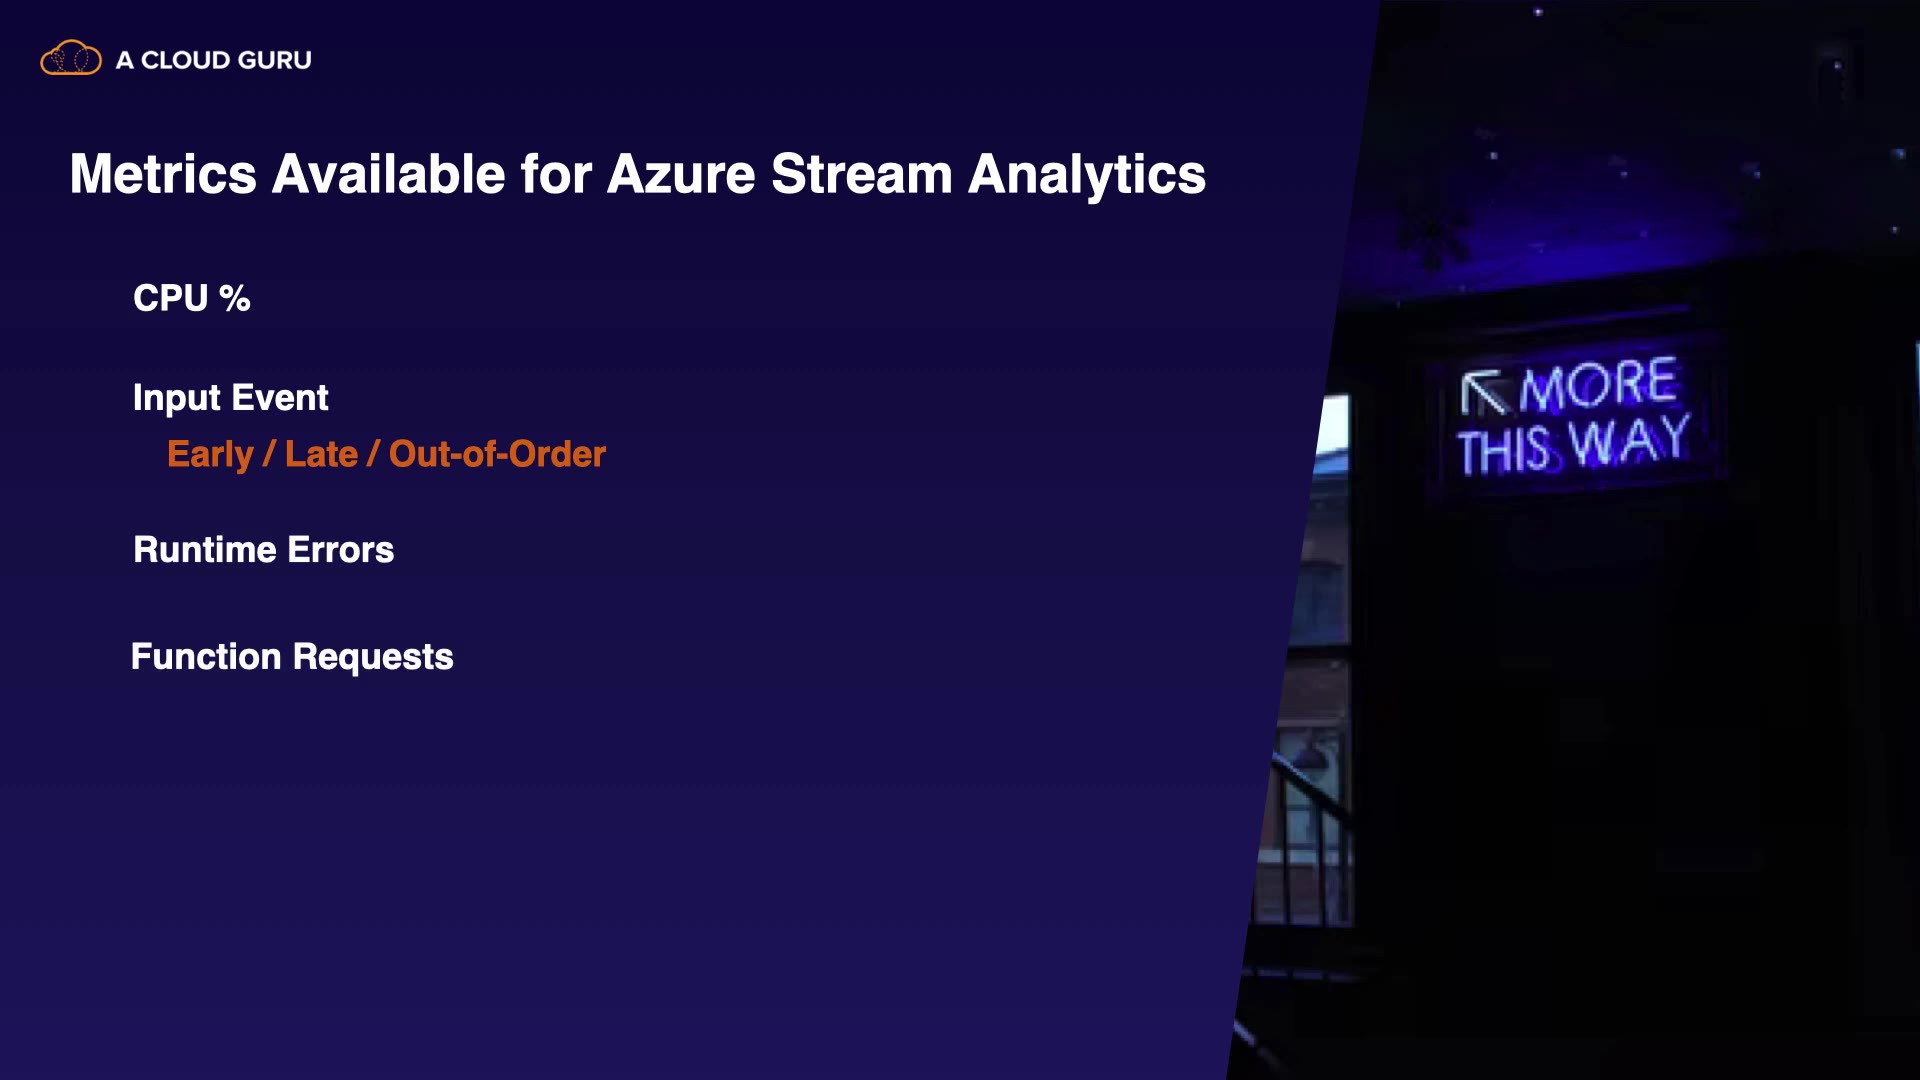 A CLOUD GURU
Metrics Available for Azure Stream Analytics
CPU %
Input Event
Early / Late / Out-of-Order
Runtime Errors
Function Requests
↖ MORE
THIS WAY